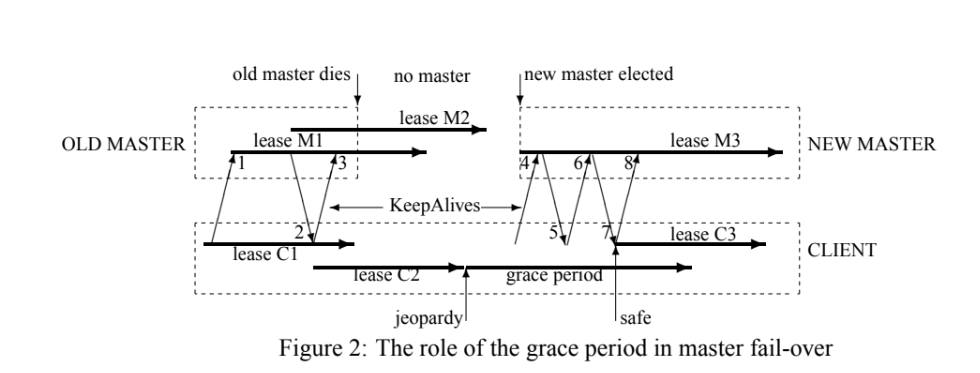 old master dies
no master
new master elected
OLD MASTER
lease M2
lease M1
lease M3
NEW MASTER
1
3
4
6
8
KeepAlives
2
5
7
lease C3
CLIENT
lease C1
lease C2
grace period
jeopardy
safe
Figure 2: The role of the grace period in master fail-over